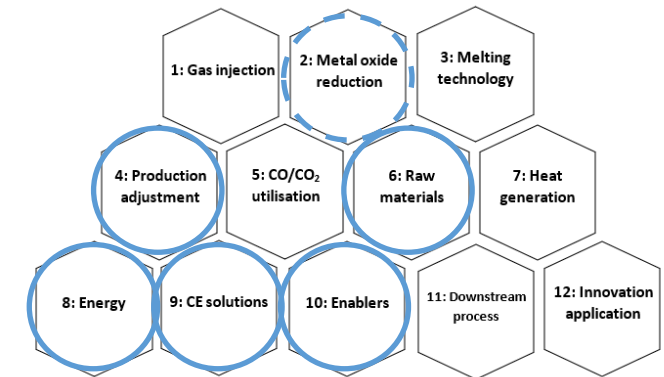 1: Gas injection
2: Metal oxide
reduction
3: Melting
technology
4: Production
adjustment
5: CO/CO₂
utilisation
6: Raw
materials
7: Heat
generation
8: Energy
9: CE solutions
10: Enablers
11: Downstream
process
12: Innovation
application